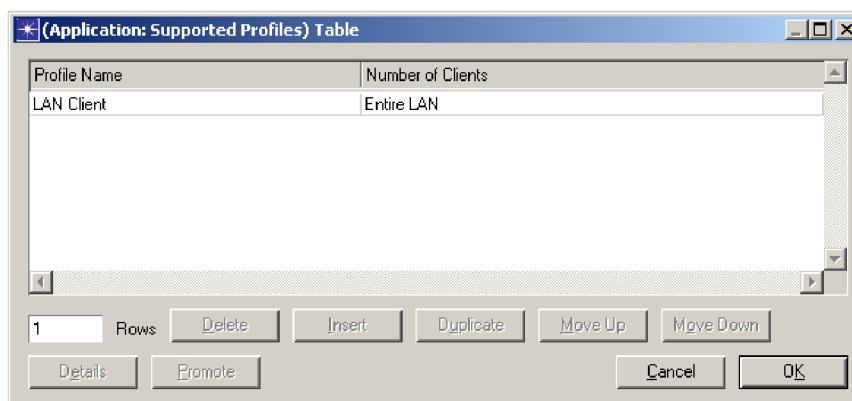 (Application: Supported Profiles) Table
Profile Name Number of Clients
LAN Client Entire LAN
1 Rows Delete Insert Duplicate Move Up Move Down
Details Promote Cancel OK